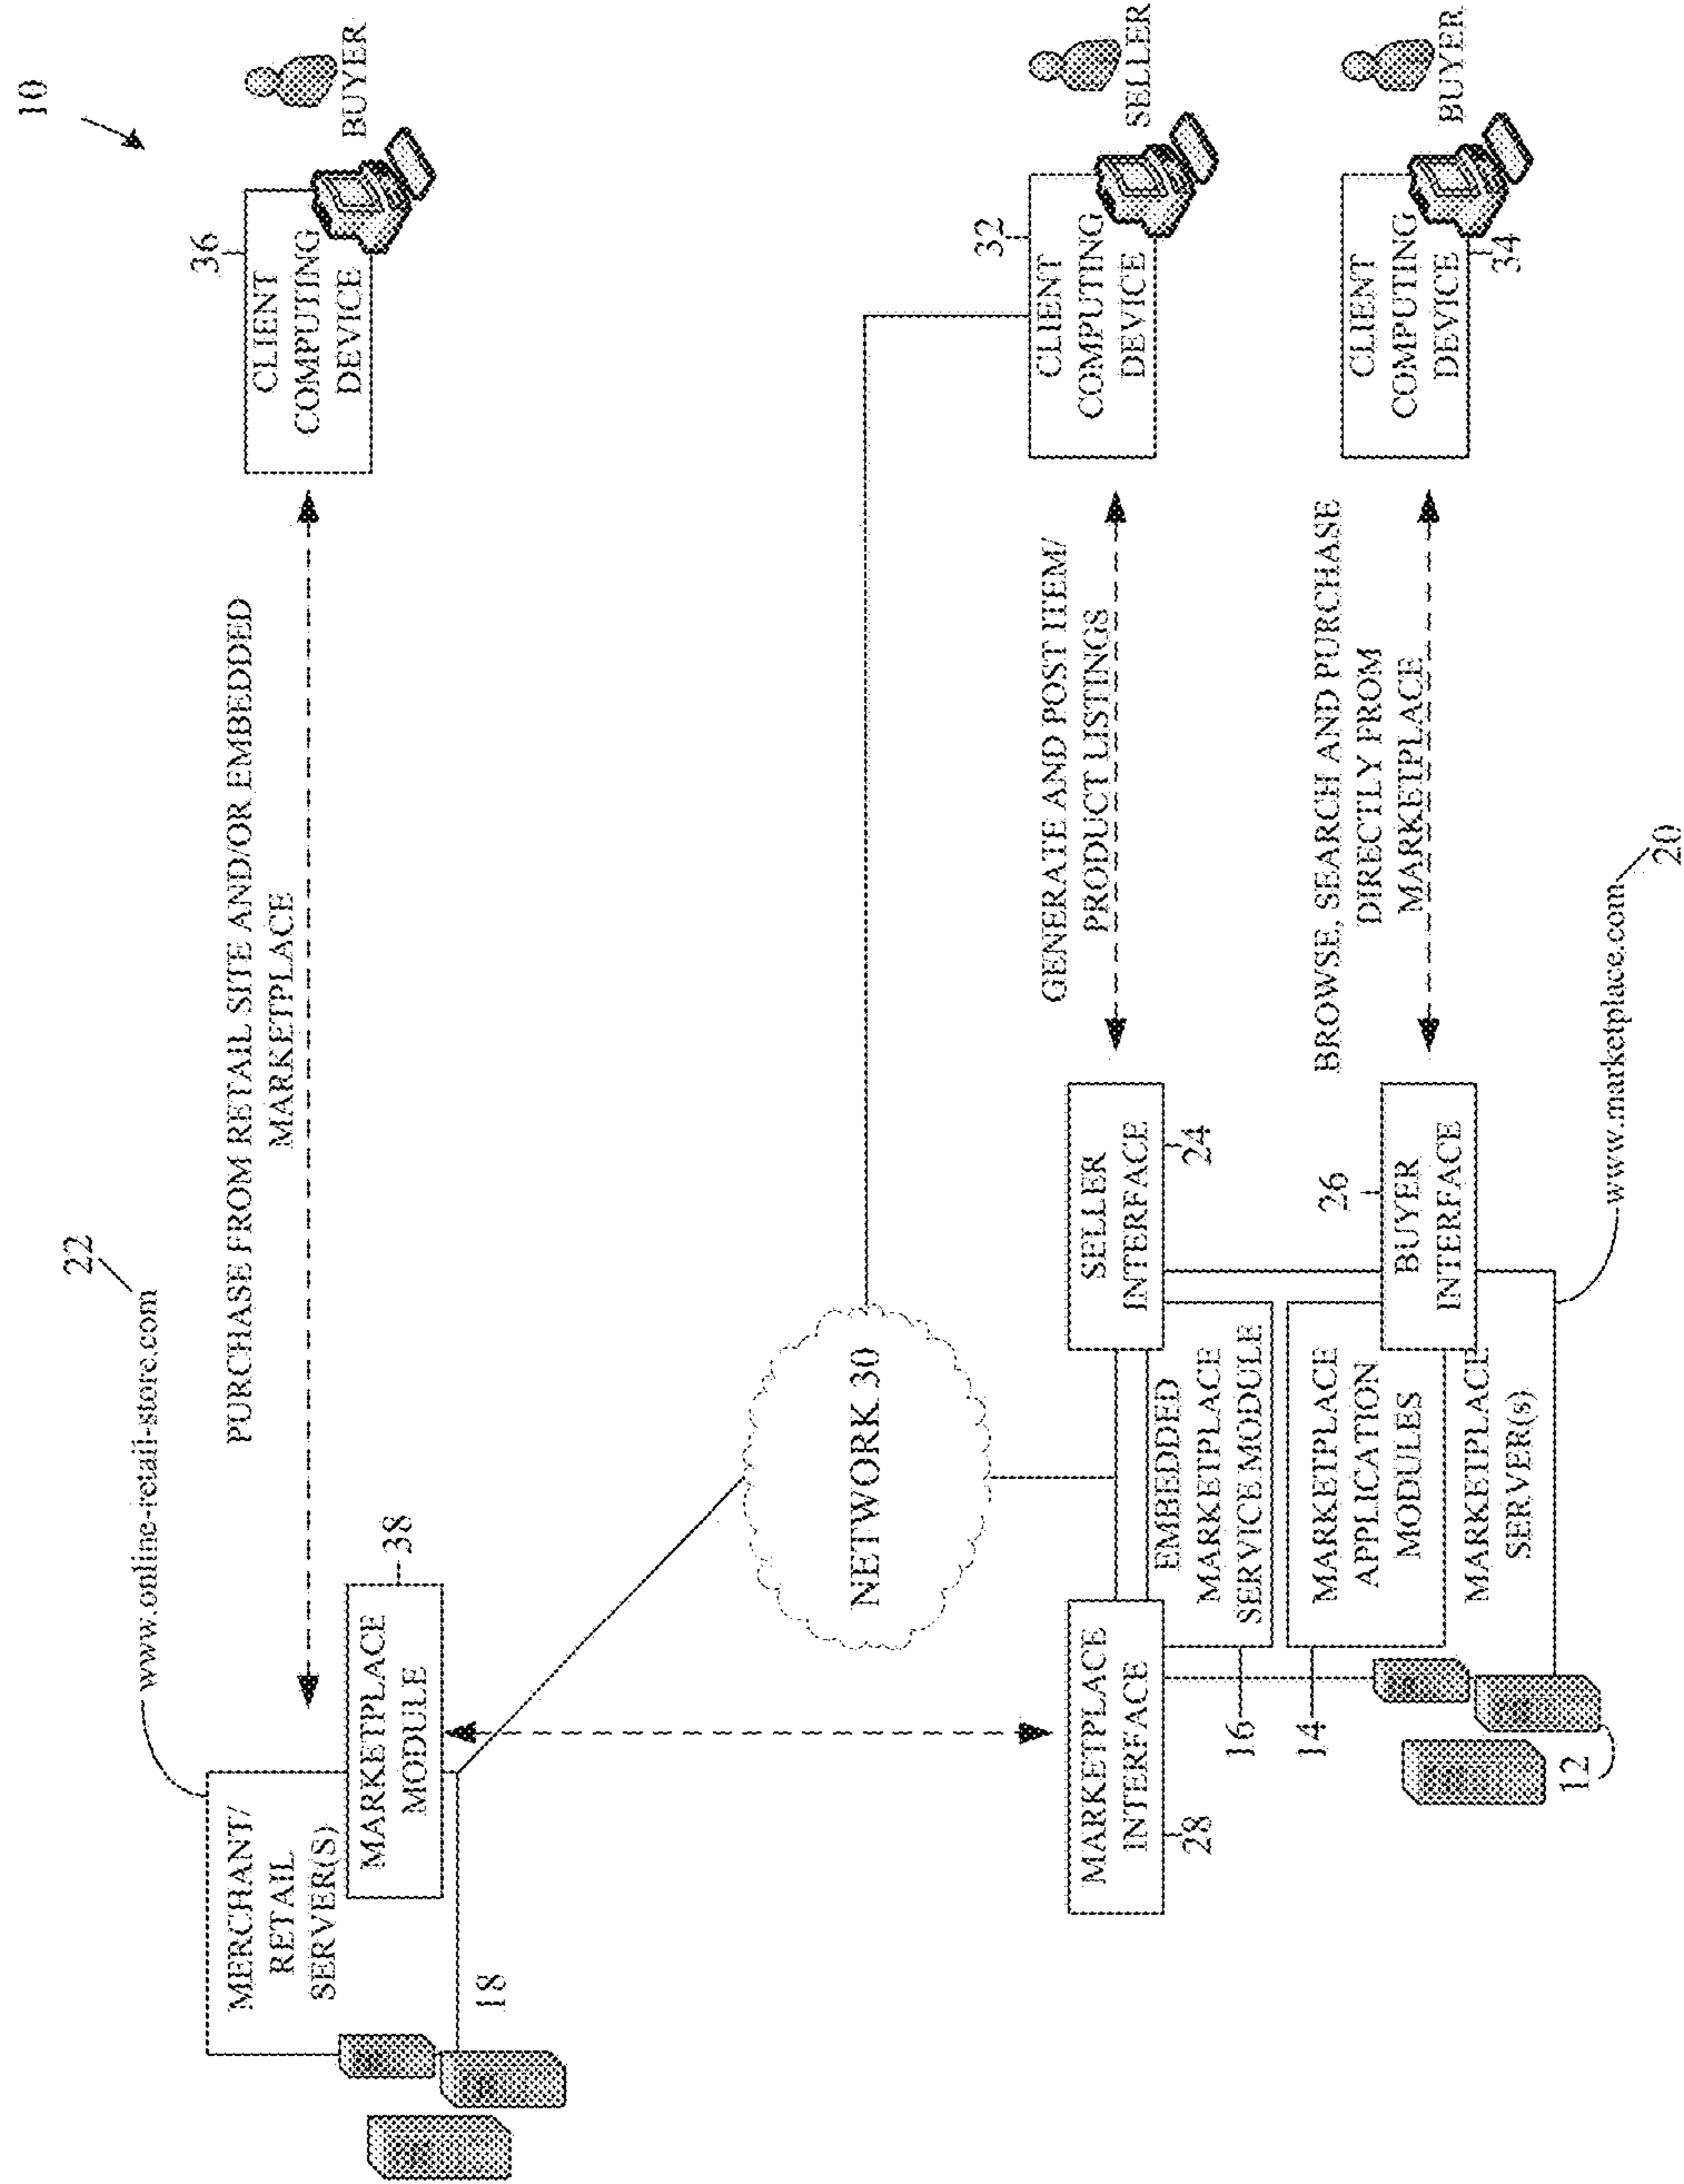 10
22
www.online-retail-store.com
MERCHANT/
RETAIL
SERVER(S)
18
MARKETPLACE
MODULE
38
PURCHASE FROM RETAIL SITE AND/OR EMBEDDED
MARKETPLACE
36
CLIENT
COMPUTING
DEVICE
BUYER
NETWORK 30
MARKETPLACE
INTERFACE
28
SELLER
INTERFACE
24
EMBEDDED
MARKETPLACE
SERVICE MODULE
16
MARKETPLACE
APPLICATION
MODULES
14
26
BUYER
INTERFACE
MARKETPLACE
SERVER(s)
12
GENERATE AND POST ITEM/
PRODUCT LISTINGS
32
CLIENT
COMPUTING
DEVICE
SELLER
BROWSE, SEARCH AND PURCHASE
DIRECTLY FROM
MARKETPLACE
CLIENT
COMPUTING
DEVICE
34
BUYER
www.marketplace.com
20